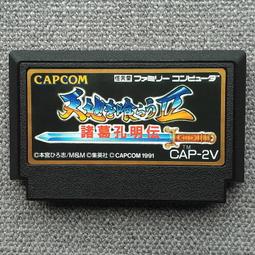 CAPCOM
任天堂 ファミリー コンピュータ
天地を喰らうII
諸葛孔明伝
TM
CAP-2V
©本宮ひろ志/M&M ©集英社 ©CAPCOM 1991